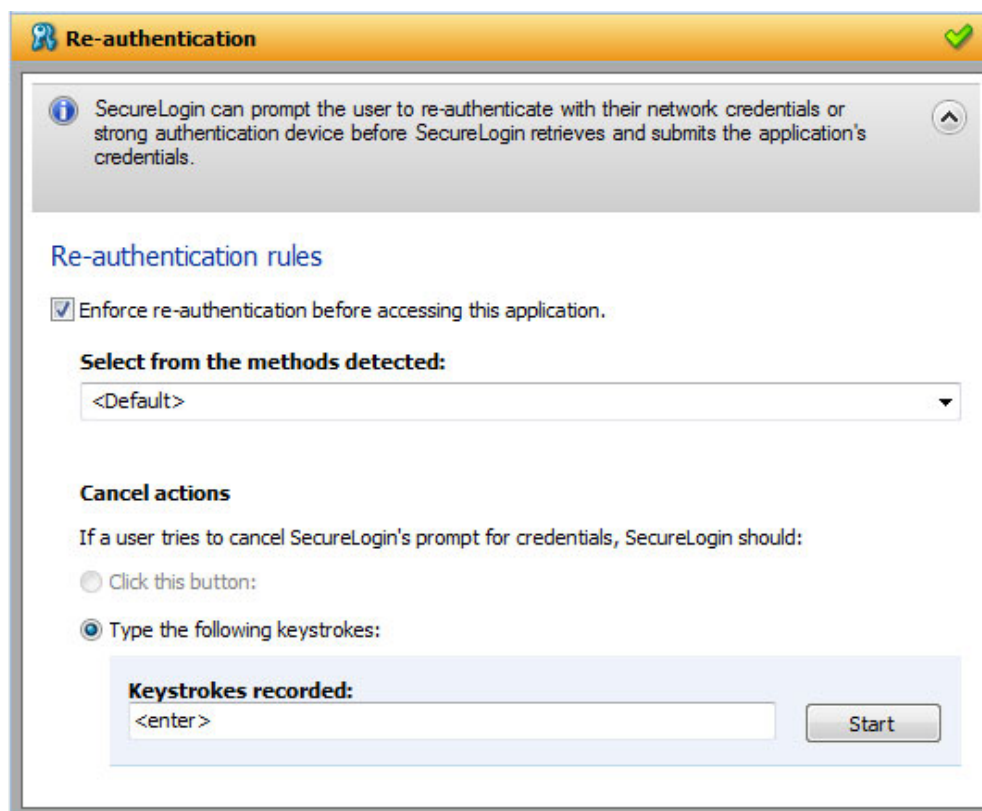 Re-authentication
SecureLogin can prompt the user to re-authenticate with their network credentials or
strong authentication device before SecureLogin retrieves and submits the application's
credentials.
Re-authentication rules
Enforce re-authentication before accessing this application.
Select from the methods detected:
<Default>
Cancel actions
If a user tries to cancel SecureLogin's prompt for credentials, SecureLogin should:
Click this button:
Type the following keystrokes:
Keystrokes recorded:
<enter>
Start